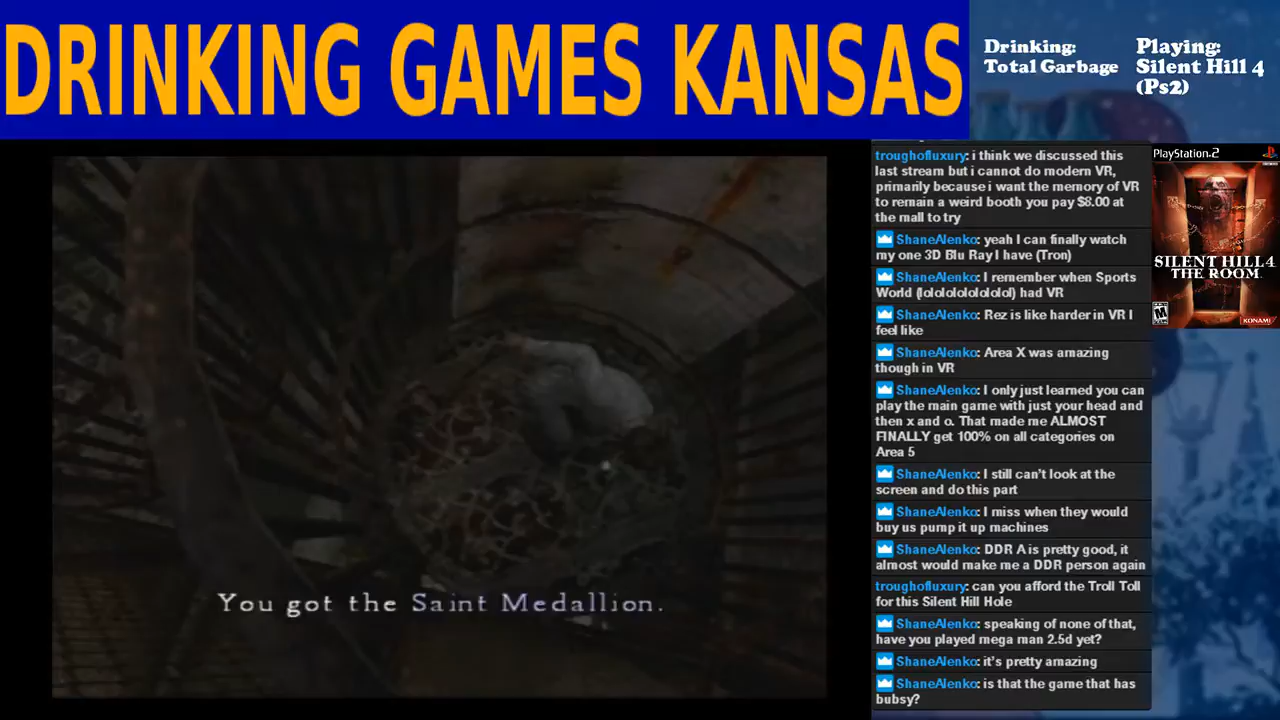 DRINKING GAMES KANSAS
Drinking:
Total Garbage
Playing:
Silent Hill 4
(Ps2)
troughofluxury: i think we discussed this
last stream but i cannot do modern VR,
primarily because i want the memory of VR
to remain a weird booth you pay $8.00 at
the mall to try
ShaneAlenko: yeah I can finally watch
my one 3D Blu Ray I have (Tron)
ShaneAlenko: I remember when Sports
World (lolololololololol) had VR
ShaneAlenko: Rez is like harder in VR I
feel like
ShaneAlenko: Area X was amazing
though in VR
ShaneAlenko: I only just learned you can
play the main game with just your head and
then x and o. That made me ALMOST
FINALLY get 100% on all categories on
Area 5
ShaneAlenko: I still can't look at the
screen and do this part
ShaneAlenko: I miss when they would
buy us pump it up machines
ShaneAlenko: DDR A is pretty good, it
almost would make me a DDR person again
troughofluxury: can you afford the Troll Toll
for this Silent Hill Hole
ShaneAlenko: speaking of none of that,
have you played mega man 2.5d yet?
ShaneAlenko: it's pretty amazing
ShaneAlenko: is that the game that has
bubsy?
PlayStation 2
SILENT HILL 4
THE ROOM
M
KONAMI
You got the Saint Medallion.